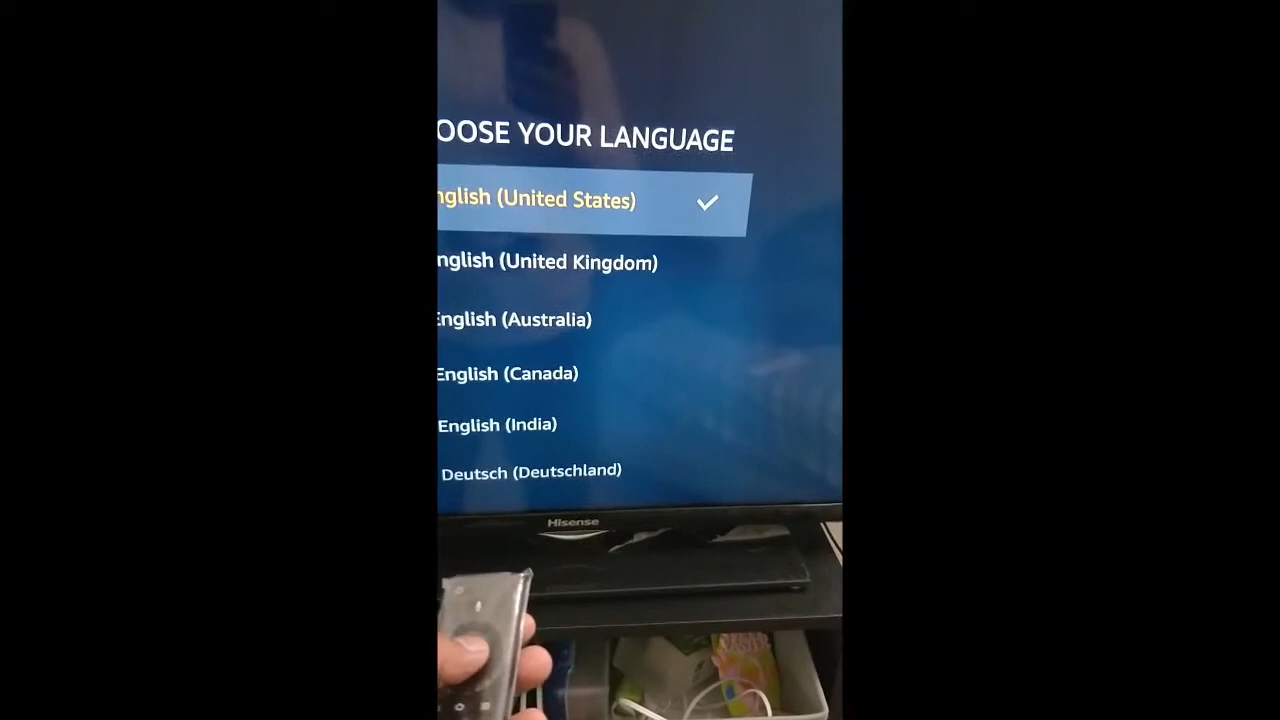 OOSE YOUR LANGUAGE
nglish (United States)
nglish (United Kingdom)
English (Australia)
English (Canada)
English (India)
Deutsch (Deutschland)
Hisense